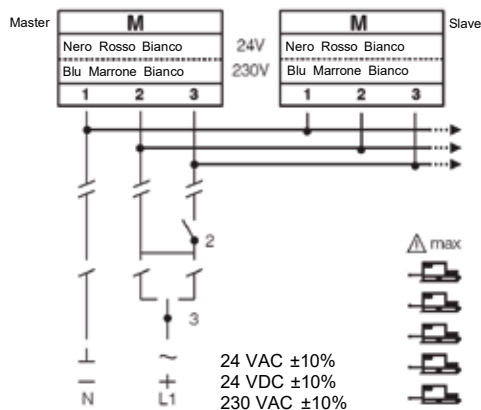 Master M M Slave
Nero Rosso Bianco 24V Nero Rosso Bianco
Blu Marrone Bianco 230V Blu Marrone Bianco
1 2 3 1 2 3
2
max
3
~ 24 VAC ±10%
− + 24 VDC ±10%
N L1 230 VAC ±10%